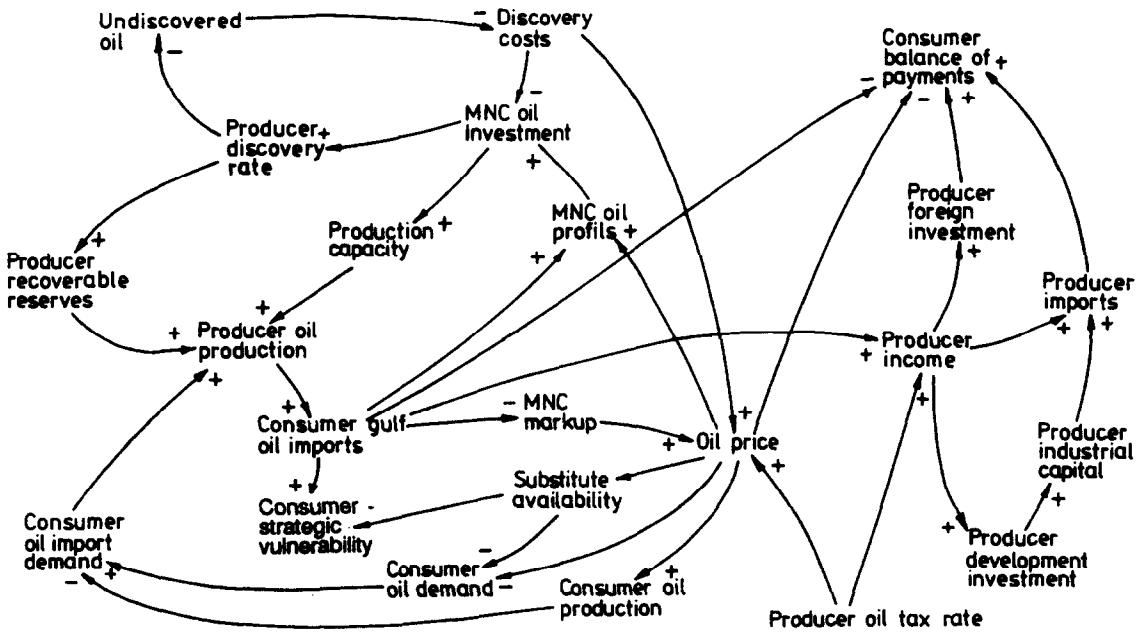 Undiscovered
oil
-
-
Discovery
costs
-
MNC oil
investment
+
Consumer
balance of
payments
+
-
-
+
Producer
discovery
rate
+
Production
capacity
+
MNC oil
profils
+
+
Producer
foreign
investment
+
Producer
recoverable
reserves
+
Producer
imports
+
+
Producer oil
production
+
+
+
Producer
income
+
+
Consumer gulf
oil imports
+
MNC
markup
-
Oil price
+
+
+
Producer
industrial
capital
+
Substitute
availability
Consumer
strategic
vulnerability
+
-
-
Consumer
oil import
demand
-
+
Consumer
oil demand
-
-
Consumer oil
production
+
Producer
development
investment
+
Producer oil tax rate